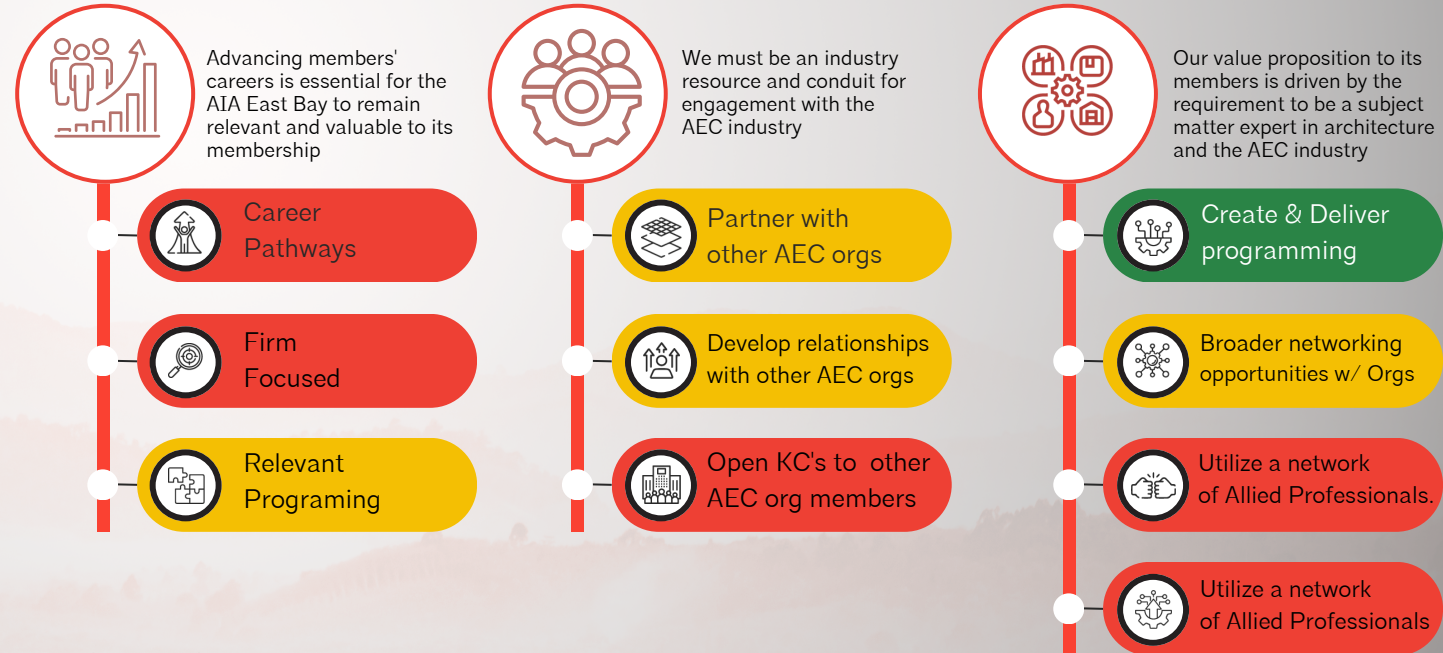 Advancing members'
careers is essential for the
AIA East Bay to remain
relevant and valuable to its
membership
Career
Pathways
Firm
Focused
Relevant
Programing
We must be an industry
resource and conduit for
engagement with the
AEC industry
Partner with
other AEC orgs
Develop relationships
with other AEC orgs
Open KC's to other
AEC org members
Our value proposition to its
members is driven by the
requirement to be a subject
matter expert in architecture
and the AEC industry
Create & Deliver
programming
Broader networking
opportunities w/ Orgs
Utilize a network
of Allied Professionals.
Utilize a network
of Allied Professionals